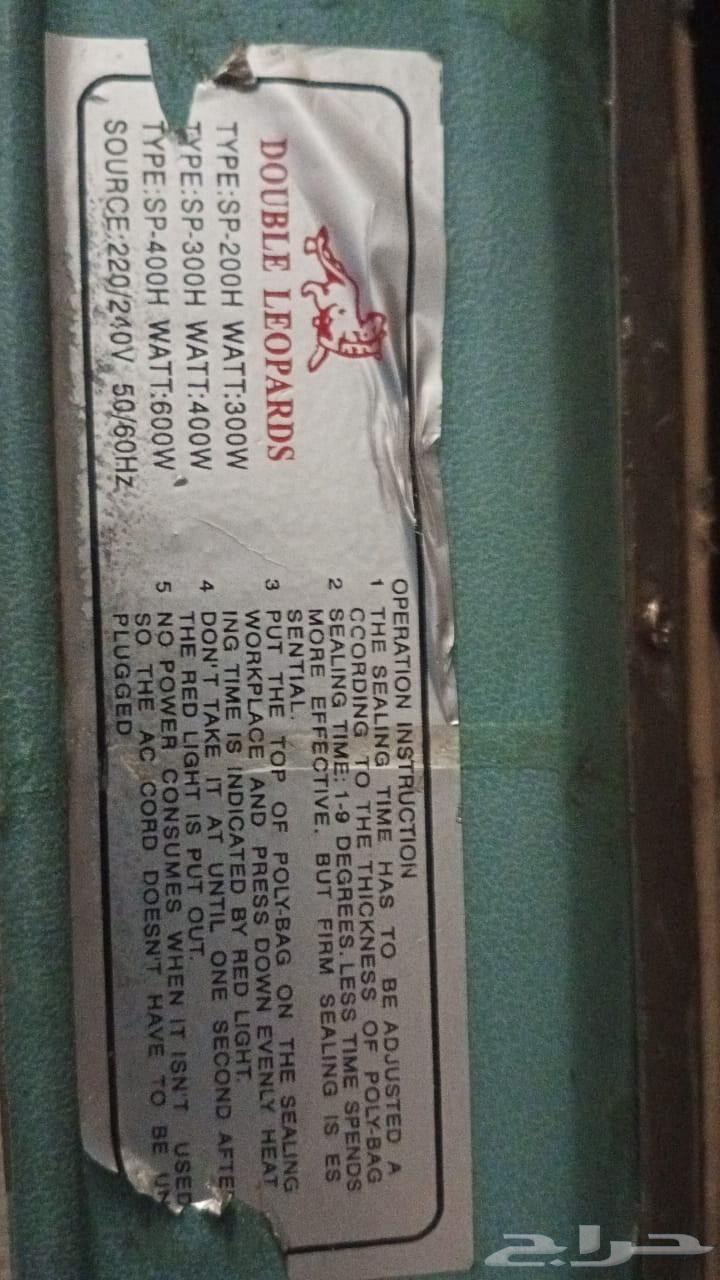 DOUBLE LEOPARDS
TYPE:SP-200H WATT:300W
TYPE:SP-300H WATT:400W
TYPE:SP-400H WATT:600W
SOURCE:220/240V 50/60Hz
OPERATION INSTRUCTION
1 THE SEALING TIME HAS TO BE ADJUSTED A
CCORDING TO THE THICKNESS OF POLY-BAG
2 SEALING TIME: 1-9 DEGREES. LESS TIME SPENDS
MORE EFFECTIVE. BUT FIRM SEALING IS ES
SENTIAL.
3 PUT THE TOP OF POLY-BAG ON THE SEALING
WORKPLACE AND PRESS DOWN EVENLY HEAT
ING TIME IS INDICATED BY RED LIGHT.
4 DON'T TAKE IT AT UNTIL ONE SECOND AFTE
THE RED LIGHT IS PUT OUT.
5 NO POWER CONSUMES WHEN IT ISN'T USED
SO THE AC CORD DOESN'T HAVE TO BE UN
PLUGGED
حراج